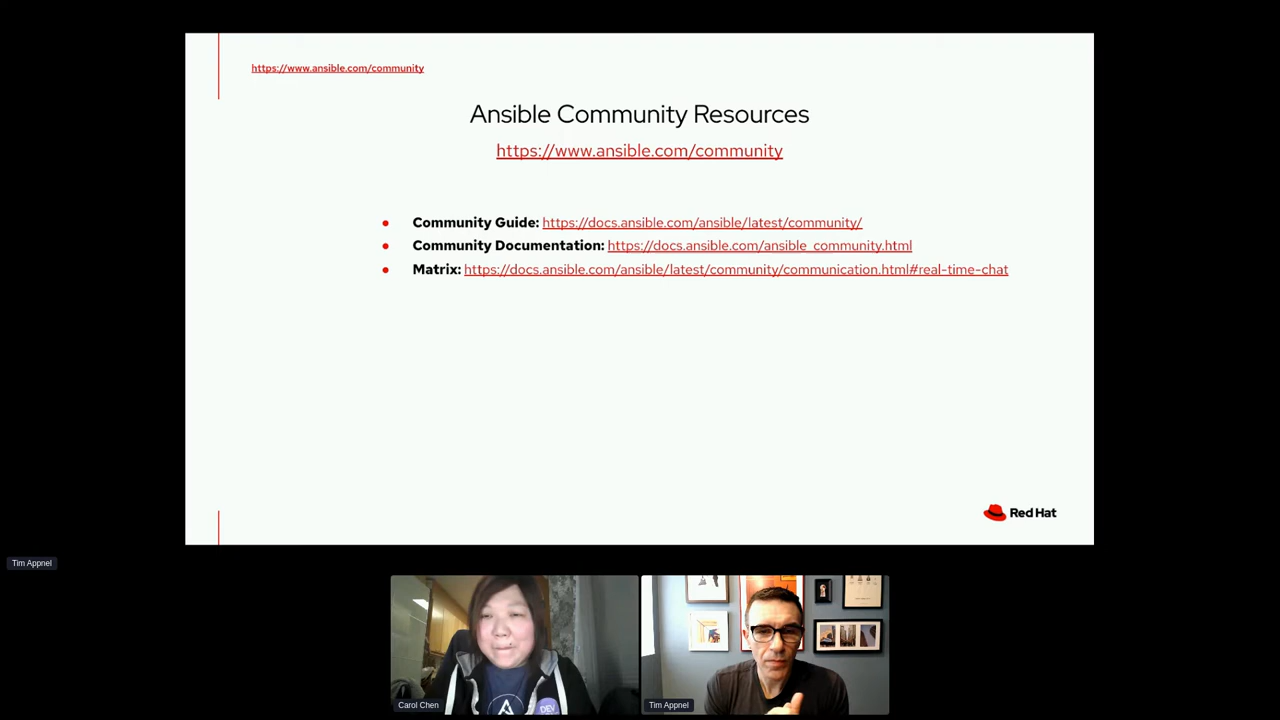 https://www.ansible.com/community
Ansible Community Resources
https://www.ansible.com/community
Community Guide: https://docs.ansible.com/ansible/latest/community/
Community Documentation: https://docs.ansible.com/ansible_community.html
Matrix: https://docs.ansible.com/ansible/latest/community/communication.html#real-time-chat
Red Hat
Tim Appnel
Carol Chen
DEV
Tim Appnel